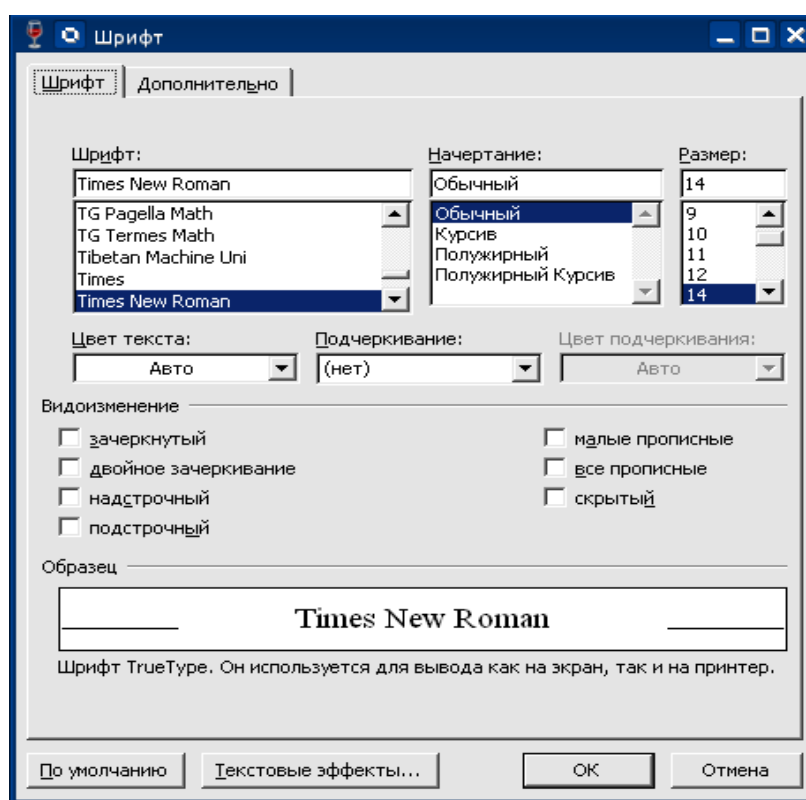 Шрифт
Шрифт Дополнительно
Шрифт: Начертание: Размер:
Times New Roman Обычный 14
TG Pagella Math Обычный 9
TG Termes Math Курсив 10
Tibetan Machine Uni Полужирный 11
Times Полужирный Курсив 12
Times New Roman 14
Цвет текста: Подчеркивание: Цвет подчеркивания:
Авто (нет) Авто
Видоизменение
зачеркнутый малые прописные
двойное зачеркивание все прописные
надстрочный скрытый
подстрочный
Образец
Times New Roman
Шрифт TrueType. Он используется для вывода как на экран, так и на принтер.
По умолчанию Текстовые эффекты... ОК Отмена